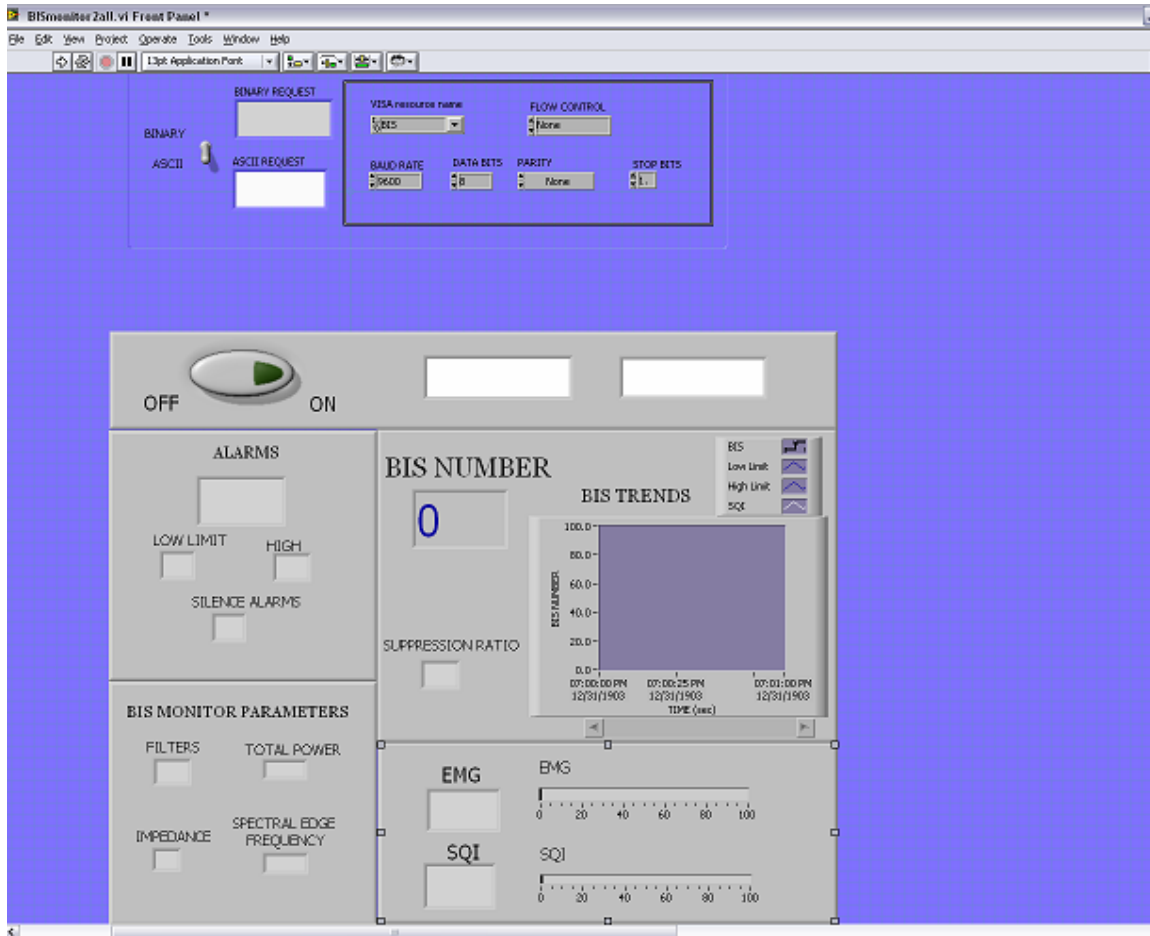 BISmonitor2all.vi Front Panel *
File Edit View Project Operate Tools Window Help
13pt Application Font
BINARY REQUEST
BINARY
ASCII
ASCII REQUEST
VISA resource name
BIS
FLOW CONTROL
None
BAUD RATE
9600
DATA BITS
8
PARITY
None
STOP BITS
1.
OFF
ON
ALARMS
LOW LIMIT
HIGH
SILENCE ALARMS
BIS NUMBER
0
SUPPRESSION RATIO
BIS TRENDS
BIS
Low Limit
High Limit
SQI
100.0
80.0
60.0
40.0
20.0
0.0
BIS NUMBER
07:00:00 PM 07:00:25 PM 07:01:00 PM
12/31/1903 12/31/1903 12/31/1903
TIME (sec)
BIS MONITOR PARAMETERS
FILTERS
TOTAL POWER
IMPEDANCE
SPECTRAL EDGE
FREQUENCY
EMG
EMG
0 20 40 60 80 100
SQI
SQI
0 20 40 60 80 100